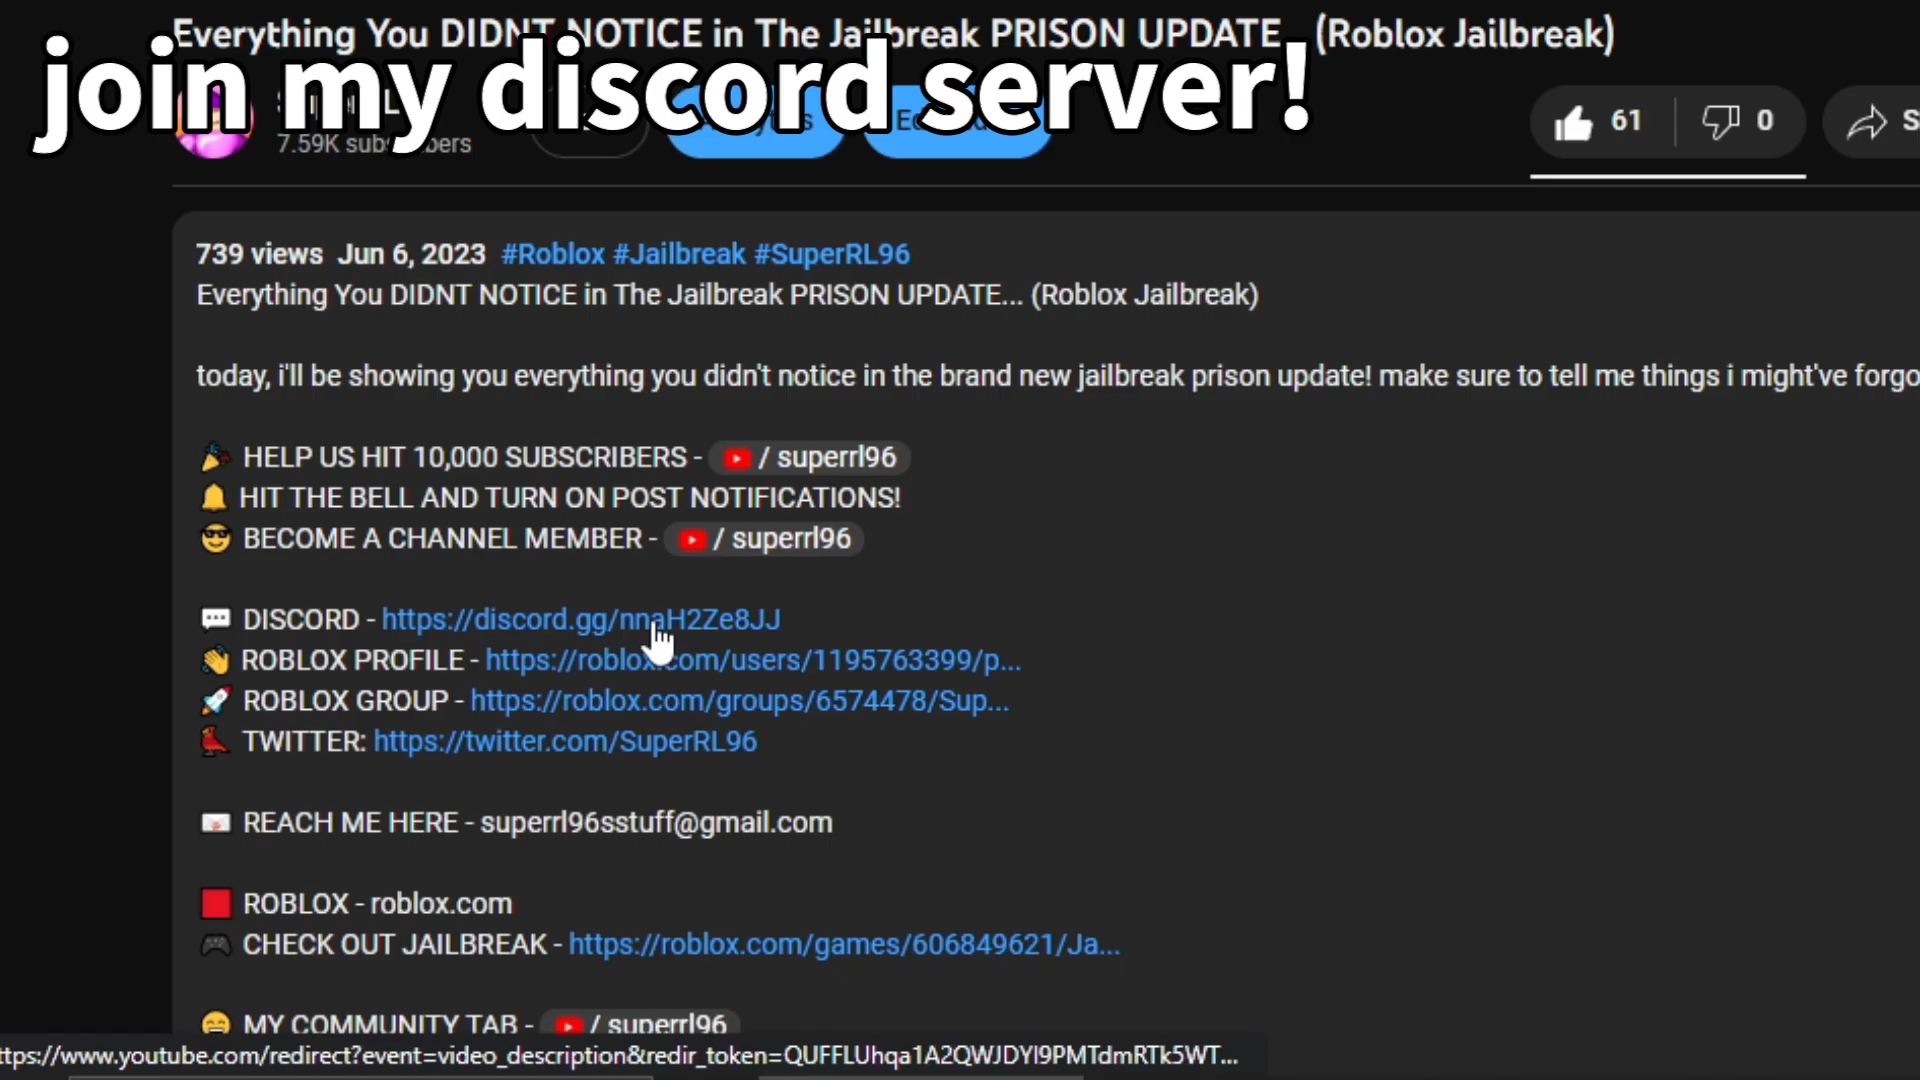 Everything You DIDNT NOTICE in The Jailbreak PRISON UPDATE... (Roblox Jailbreak)
join my discord server!
7.59K subscribers
61
0
739 views Jun 6, 2023 #Roblox #Jailbreak #SuperRL96
Everything You DIDNT NOTICE in The Jailbreak PRISON UPDATE... (Roblox Jailbreak)
today, i'll be showing you everything you didn't notice in the brand new jailbreak prison update! make sure to tell me things i might've forgo
🎉 HELP US HIT 10,000 SUBSCRIBERS - / superrl96
🔔 HIT THE BELL AND TURN ON POST NOTIFICATIONS!
😎 BECOME A CHANNEL MEMBER - / superrl96
💬 DISCORD - https://discord.gg/nnaH2Ze8JJ
👋 ROBLOX PROFILE - https://roblox.com/users/1195763399/p...
🚀 ROBLOX GROUP - https://roblox.com/groups/6574478/Sup...
TWITTER: https://twitter.com/SuperRL96
💌 REACH ME HERE - superrl96sstuff@gmail.com
🟥 ROBLOX - roblox.com
🎮 CHECK OUT JAILBREAK - https://roblox.com/games/606849621/Ja...
😄 MY COMMUNITY TAB - / superrl96
ttps://www.youtube.com/redirect?event=video_description&redir_token=QUFFLUhqa1A2QWJDYl9PMTdmRTk5WT...